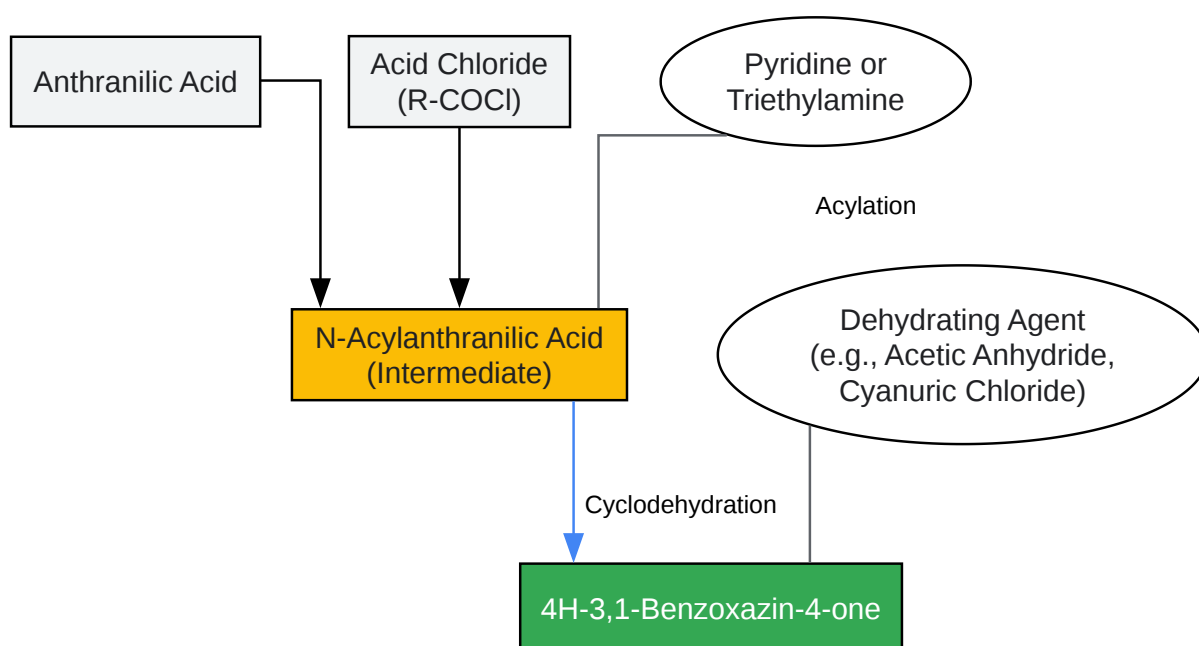 Anthranilic Acid
Acid Chloride
(R-COCl)
Pyridine or
Triethylamine
Acylation
N-Acylanthranilic Acid
(Intermediate)
Dehydrating Agent
(e.g., Acetic Anhydride,
Cyanuric Chloride)
Cyclodehydration
4H-3,1-Benzoxazin-4-one